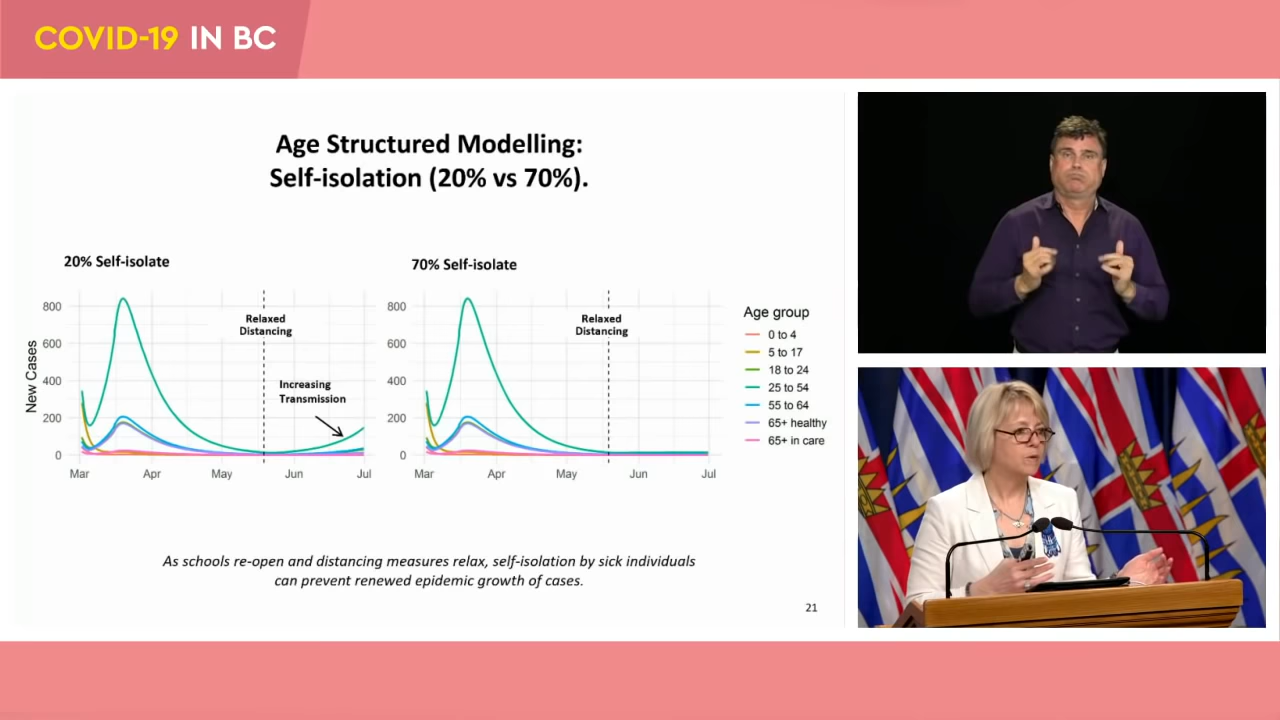 COVID-19 IN BC
Age Structured Modelling:
Self-isolation (20% vs 70%).
20% Self-isolate
70% Self-isolate
New Cases
800
600
400
200
0
Relaxed
Distancing
Increasing
Transmission
Mar
Apr
May
Jun
Jul
800
600
400
200
0
Relaxed
Distancing
Mar
Apr
May
Jun
Jul
Age group
0 to 4
5 to 17
18 to 24
25 to 54
55 to 64
65+ healthy
65+ in care
As schools re-open and distancing measures relax, self-isolation by sick individuals
can prevent renewed epidemic growth of cases.
21